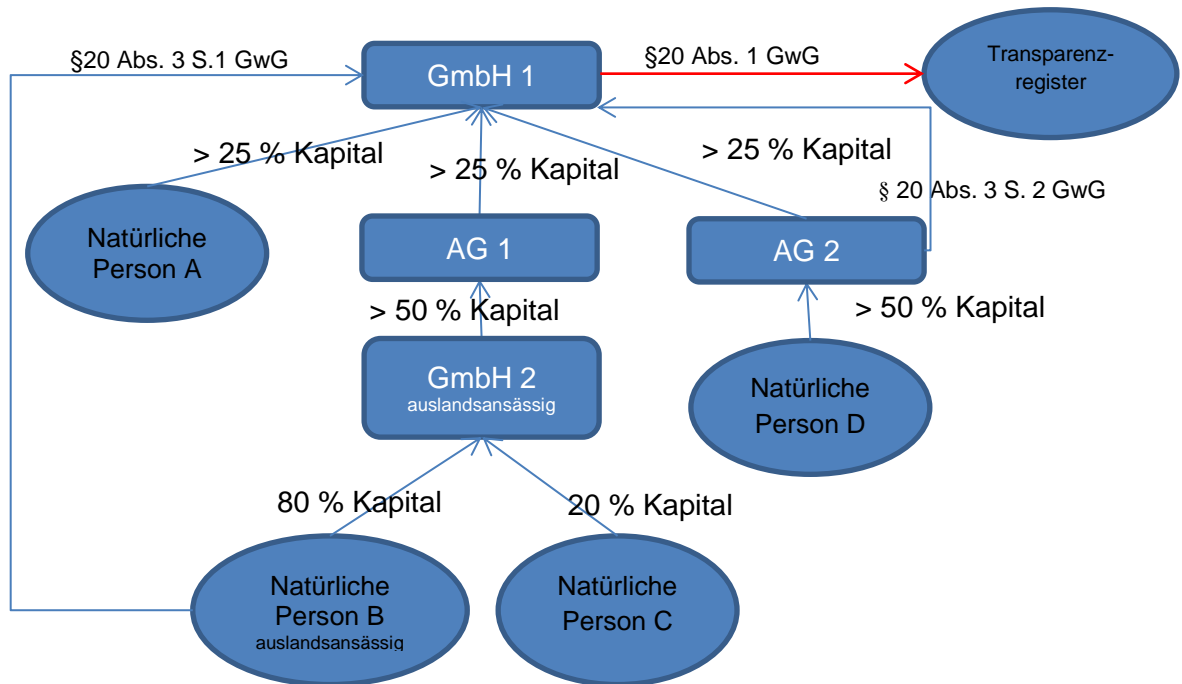 §20 Abs. 3 S.1 GwG
GmbH 1
§20 Abs. 1 GwG
Transparenz-
register
> 25 % Kapital
> 25 % Kapital
> 25 % Kapital
§ 20 Abs. 3 S. 2 GwG
Natürliche
Person A
AG 1
AG 2
> 50 % Kapital
> 50 % Kapital
GmbH 2
auslandsansässig
Natürliche
Person D
80 % Kapital
20 % Kapital
Natürliche
Person B
auslandsansässig
Natürliche
Person C